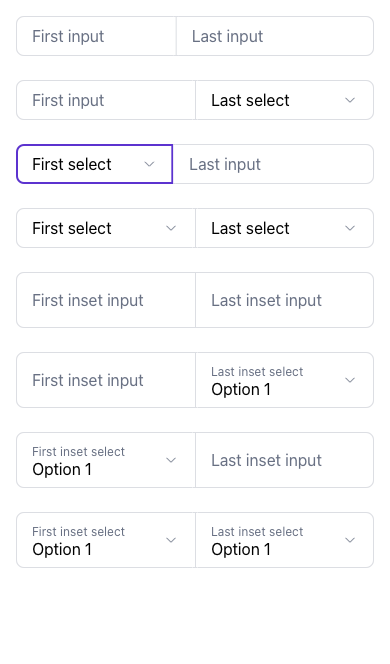 First input Last input
First input Last select
First select Last input
First select Last select
First inset input Last inset input
First inset input Last inset select
Option 1
First inset select
Option 1 Last inset input
First inset select Last inset select
Option 1 Option 1